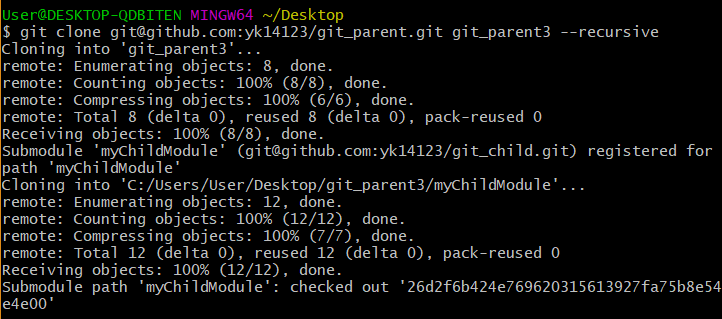 User@DESKTOP-QDBITEN MINGW64 ~/Desktop
$ git clone git@github.com:yk14123/git_parent.git git_parent3 --recursive
Cloning into 'git_parent3'...
remote: Enumerating objects: 8, done.
remote: Counting objects: 100% (8/8), done.
remote: Compressing objects: 100% (6/6), done.
remote: Total 8 (delta 0), reused 8 (delta 0), pack-reused 0
Receiving objects: 100% (8/8), done.
Submodule 'myChildModule' (git@github.com:yk14123/git_child.git) registered for
path 'myChildModule'
Cloning into 'C:/Users/User/Desktop/git_parent3/myChildModule'...
remote: Enumerating objects: 12, done.
remote: Counting objects: 100% (12/12), done.
remote: Compressing objects: 100% (7/7), done.
remote: Total 12 (delta 0), reused 12 (delta 0), pack-reused 0
Receiving objects: 100% (12/12), done.
Submodule path 'myChildModule': checked out '26d2f6b424e769620315613927fa75b8e54
e4e00'